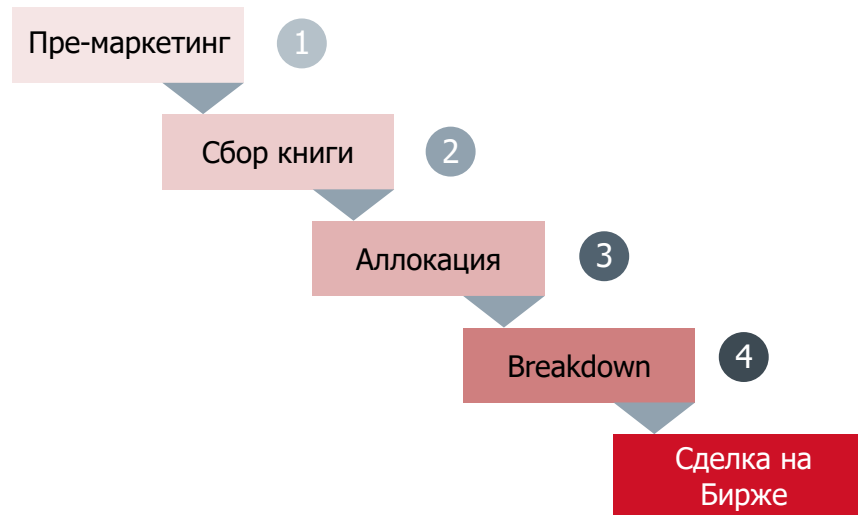 Пре-маркетинг
1
Сбор книги
2
Аллокация
3
Breakdown
4
Сделка на
Бирже